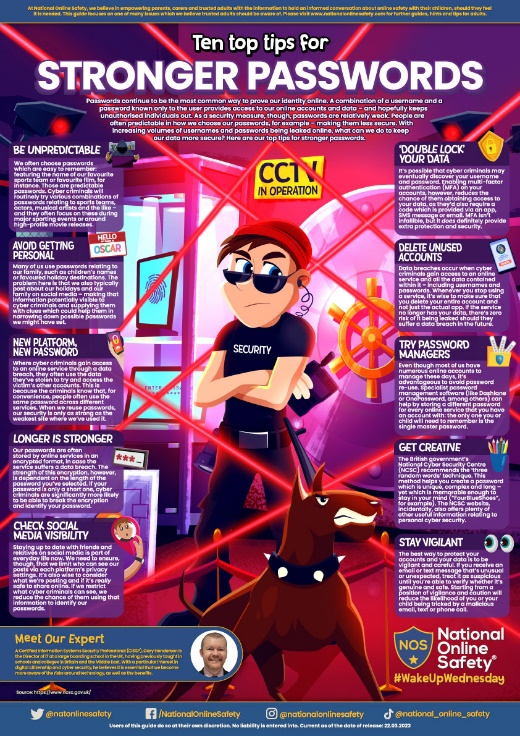 At National Online Safety, we believe in empowering parents, carers and trusted adults with the information to hold an informed conversation about online safety with their children, should they feel
it is needed. This guide focuses on one of many issues which we believe trusted adults should be aware of. Please visit www.nationalonlinesafety.com for further guides, hints and tips for adults.
Ten top tips for
STRONGER PASSWORDS
Passwords continue to be the most common way to prove our identity online. A combination of a username and a
password known only to the user provides access to our online accounts and data – and hopefully keeps
unauthorised individuals out. As a security measure, though, passwords are relatively weak. People are
often predictable in how we choose our passwords, for example – making them less secure. With
increasing volumes of usernames and passwords being leaked online, what can we do to keep
our data more secure? Here are our top tips for stronger passwords.
BE UNPREDICTABLE
We often choose passwords
which are easy to remember:
featuring the name of our favourite
sports team or favourite film, for
instance. Those are predictable
passwords. Cyber criminals will
routinely try various combinations of
passwords relating to sports teams,
actors, musical artists and the like –
and they often focus on these during
major sporting events or around
high-profile movie releases.
AVOID GETTING
PERSONAL
HELLO
OSCAR
Many of us use passwords relating to
our family, such as children's names
or favoured holiday destinations. The
problem here is that we also typically
post about our holidays and our
family on social media – making that
information potentially visible to
cyber criminals and supplying them
with clues which could help them in
narrowing down possible passwords
we might have set.
NEW PLATFORM,
NEW PASSWORD
Where cyber criminals gain access
to an online service through a data
breach, they often use the data
they've stolen to try and access the
victim's other accounts. This is
because the criminals know that, for
convenience, people often use the
same password across different
services. When we reuse passwords,
our security is only as strong as the
weakest site where we've used it.
LONGER IS STRONGER
***
Our passwords are often
stored by online services in an
encrypted format, in case the
service suffers a data breach. The
strength of this encryption, however,
is dependent on the length of the
password you've selected. If your
password is only a short one, cyber
criminals are significantly more likely
to be able to break the encryption
and identify your password.
CHECK SOCIAL
MEDIA VISIBILITY
Staying up to date with friends and
relatives on social media is part of
everyday life now. We need to ensure,
though, that we limit who can see our
posts via each platform's privacy
settings. It's also wise to consider
what we're posting and if it's really
safe to share online. If we restrict
what cyber criminals can see, we
reduce the chance of them using that
information to identify our
passwords.
CCTV
IN OPERATION
SECURITY
DOUBLE LOCK
YOUR DATA
It's possible that cyber criminals may
eventually discover your username
and password. Enabling multi-factor
authentication (MFA) on your
accounts, however, reduces the
chance of them obtaining access to
your data, as they'd also require a
code which is provided via an app,
SMS message or email. MFA isn't
infallible, but it does definitely provide
extra protection and security.
DELETE UNUSED
ACCOUNTS
Data breaches occur when cyber
criminals gain access to an online
service and all the data contained
within it – including usernames and
passwords. Whenever you stop using
a service, it's wise to make sure that
you delete your entire account and
not just the actual app. If the service
no longer has your data, there's zero
risk of it being leaked should they
suffer a data breach in the future.
TRY PASSWORD
MANAGERS
Even though most of us have
numerous online accounts to
manage these days, it's
advantageous to avoid password
re-use. Specialist password
management software (like Dashlane
or OnePassword, among others) can
help by storing a different password
for every online service that you have
an account with: the only one you or
child will need to remember is the
single master password.
GET CREATIVE
The British government's
National Cyber Security Centre
(NCSC) recommends the 'three
random words' technique. This
method helps you create a password
which is unique, complex and long –
yet which is memorable enough to
stay in your mind ("FourBlueShoes",
for example). The NCSC website,
incidentally, also offers plenty of
other useful information relating to
personal cyber security.
STAY VIGILANT
The best way to protect your
accounts and your data is to be
vigilant and careful. If you receive an
email or text message that's unusual
or unexpected, treat it as suspicious
until you're able to verify whether it's
genuine and safe. Starting from a
position of vigilance and caution will
reduce the likelihood of you or your
child being tricked by a malicious
email, text or phone call.
Meet Our Expert
A Certified Information Systems Security Professional (CISSP), Gary Henderson is
the Director of IT at a large boarding school in the UK, having previously taught in
schools and colleges in Britain and the Middle East. With a particular interest in
digital citizenship and cyber security, he believes it is essential that we become
more aware of the risks around technology, as well as the benefits.
Source: https://www.ncsc.gov.uk/
NOS
National
Online
Safety®
#WakeUpWednesday
@natonlinesafety
/NationalOnlineSafety
@nationalonlinesafety
@national_online_safety
Users of this guide do so at their own discretion. No liability is entered into. Current as of the date of release: 22.03.2023